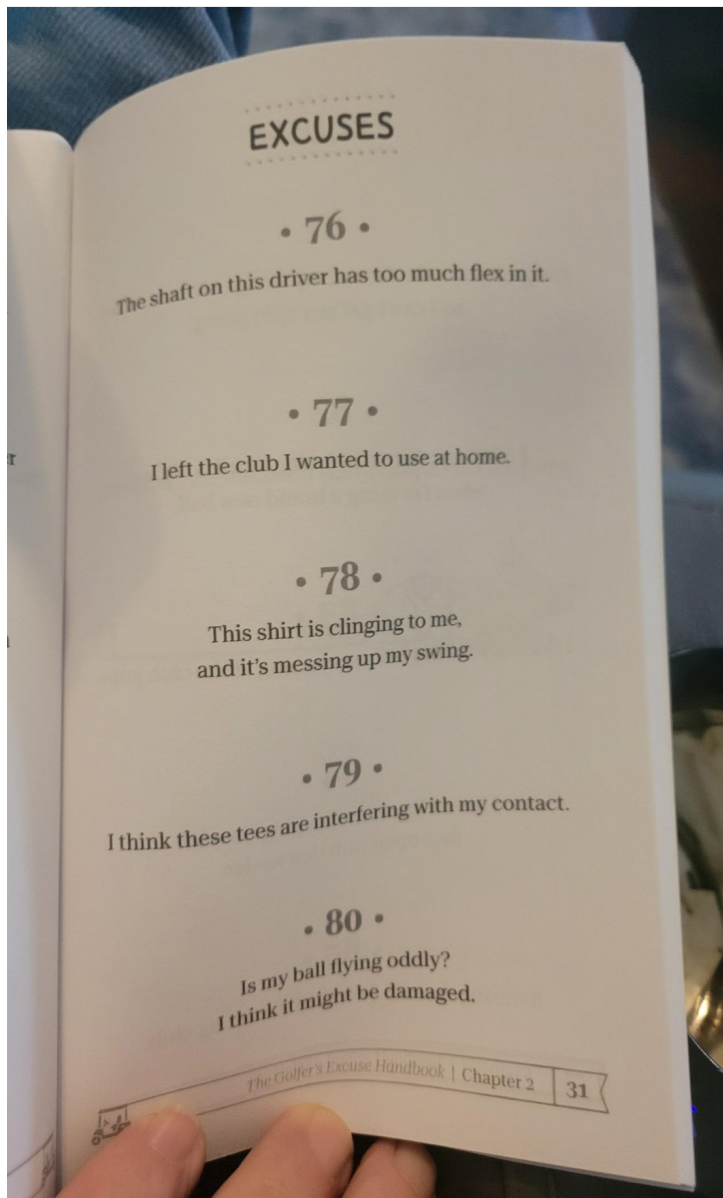 EXCUSES
• 76 •
The shaft on this driver has too much flex in it.
• 77 •
I left the club I wanted to use at home.
• 78 •
This shirt is clinging to me,
and it's messing up my swing.
• 79 •
I think these tees are interfering with my contact.
• 80 •
Is my ball flying oddly?
I think it might be damaged.
The Golfer's Excuse Handbook | Chapter 2 | 31